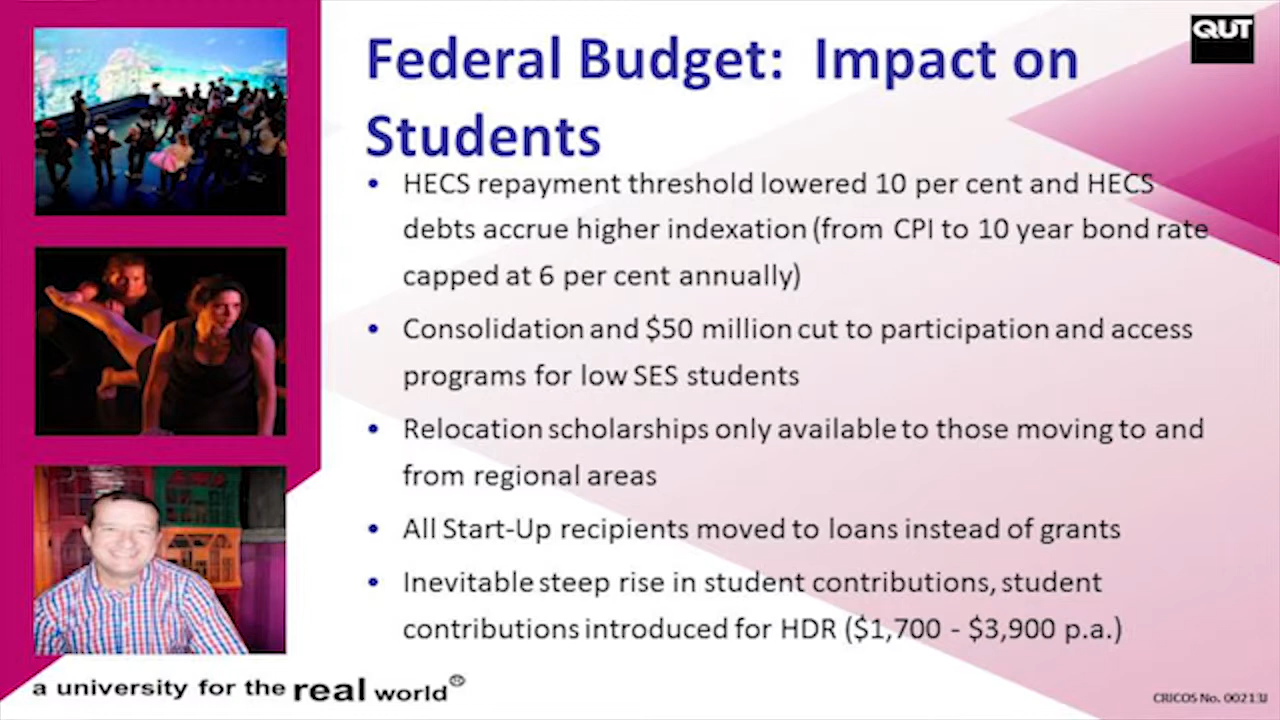 QUT
Federal Budget: Impact on
Students
• HECS repayment threshold lowered 10 per cent and HECS
debts accrue higher indexation (from CPI to 10 year bond rate
capped at 6 per cent annually)
• Consolidation and $50 million cut to participation and access
programs for low SES students
• Relocation scholarships only available to those moving to and
from regional areas
• All Start-Up recipients moved to loans instead of grants
• Inevitable steep rise in student contributions, student
contributions introduced for HDR ($1,700 - $3,900 p.a.)
a university for the real world®
CRICOS No. 00213J